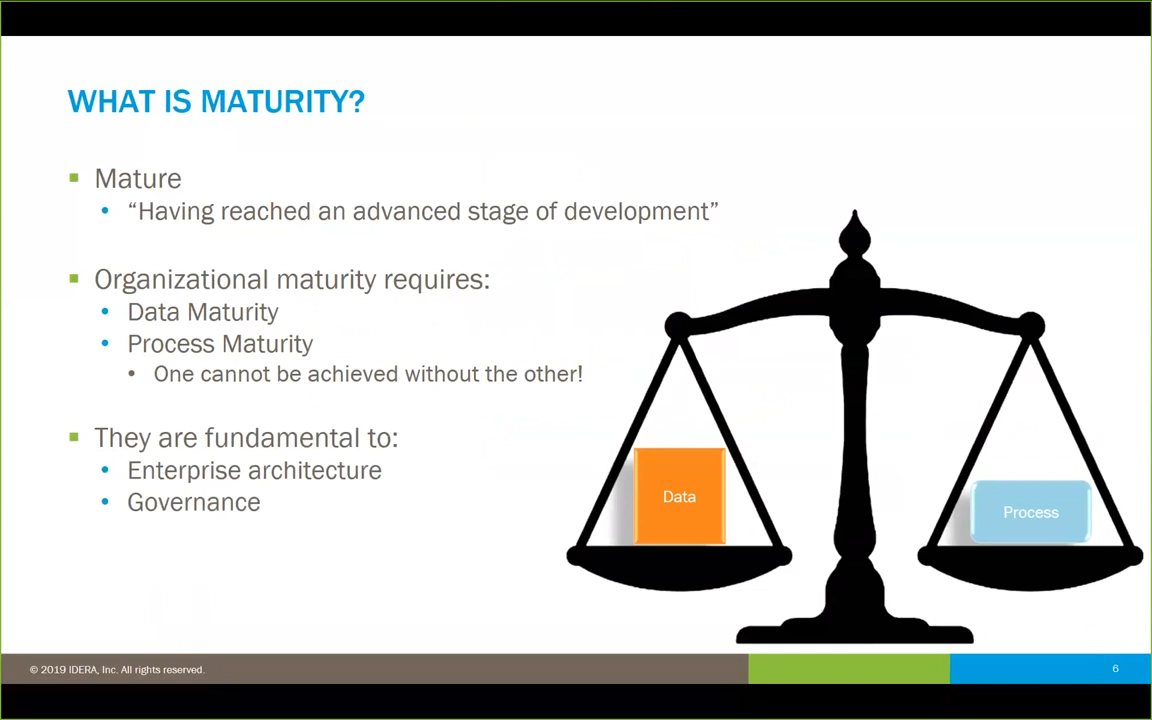 WHAT IS MATURITY?
Mature
“Having reached an advanced stage of development”
Organizational maturity requires:
Data Maturity
Process Maturity
One cannot be achieved without the other!
They are fundamental to:
Enterprise architecture
Governance
Data
Process
© 2019 IDERA, Inc. All rights reserved.
6